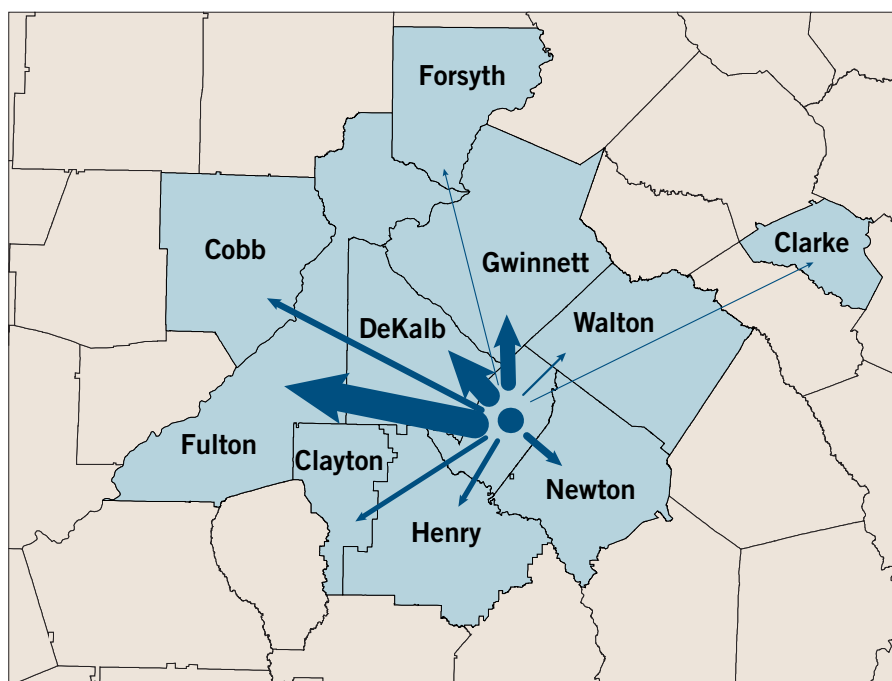 Forsyth
Clarke
Cobb
Gwinnett
Walton
DeKalb
Fulton
Clayton
Newton
Henry